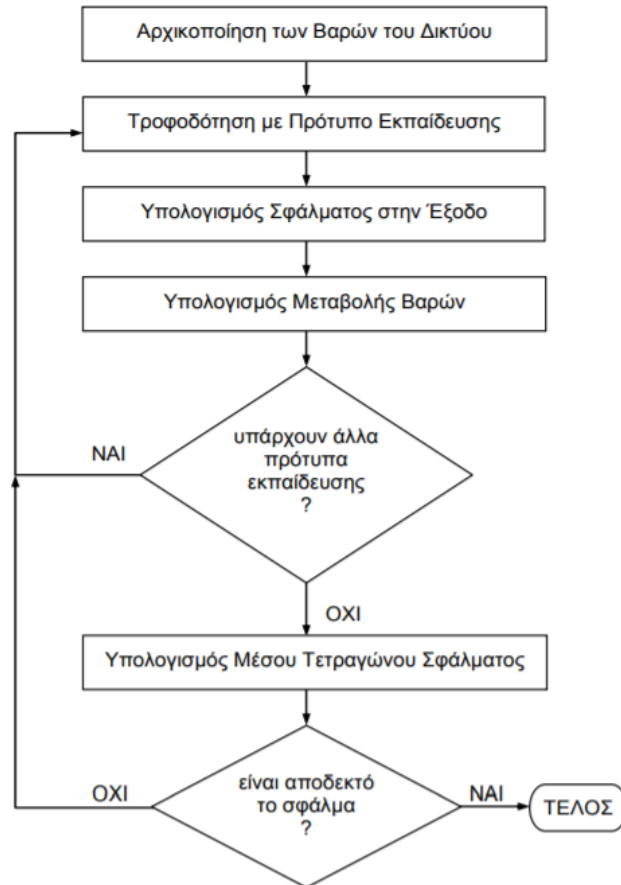 Αρχικοποίηση των Βαρών του Δικτύου
Τροφοδότηση με Πρότυπο Εκπαίδευσης
Υπολογισμός Σφάλματος στην Έξοδο
Υπολογισμός Μεταβολής Βαρών
υπάρχουν άλλα
πρότυπα
εκπαίδευσης
?
ΝΑΙ
ΟΧΙ
Υπολογισμός Μέσου Τετραγώνου Σφάλματος
είναι αποδεκτό
το σφάλμα
?
ΟΧΙ
ΝΑΙ
ΤΕΛΟΣ